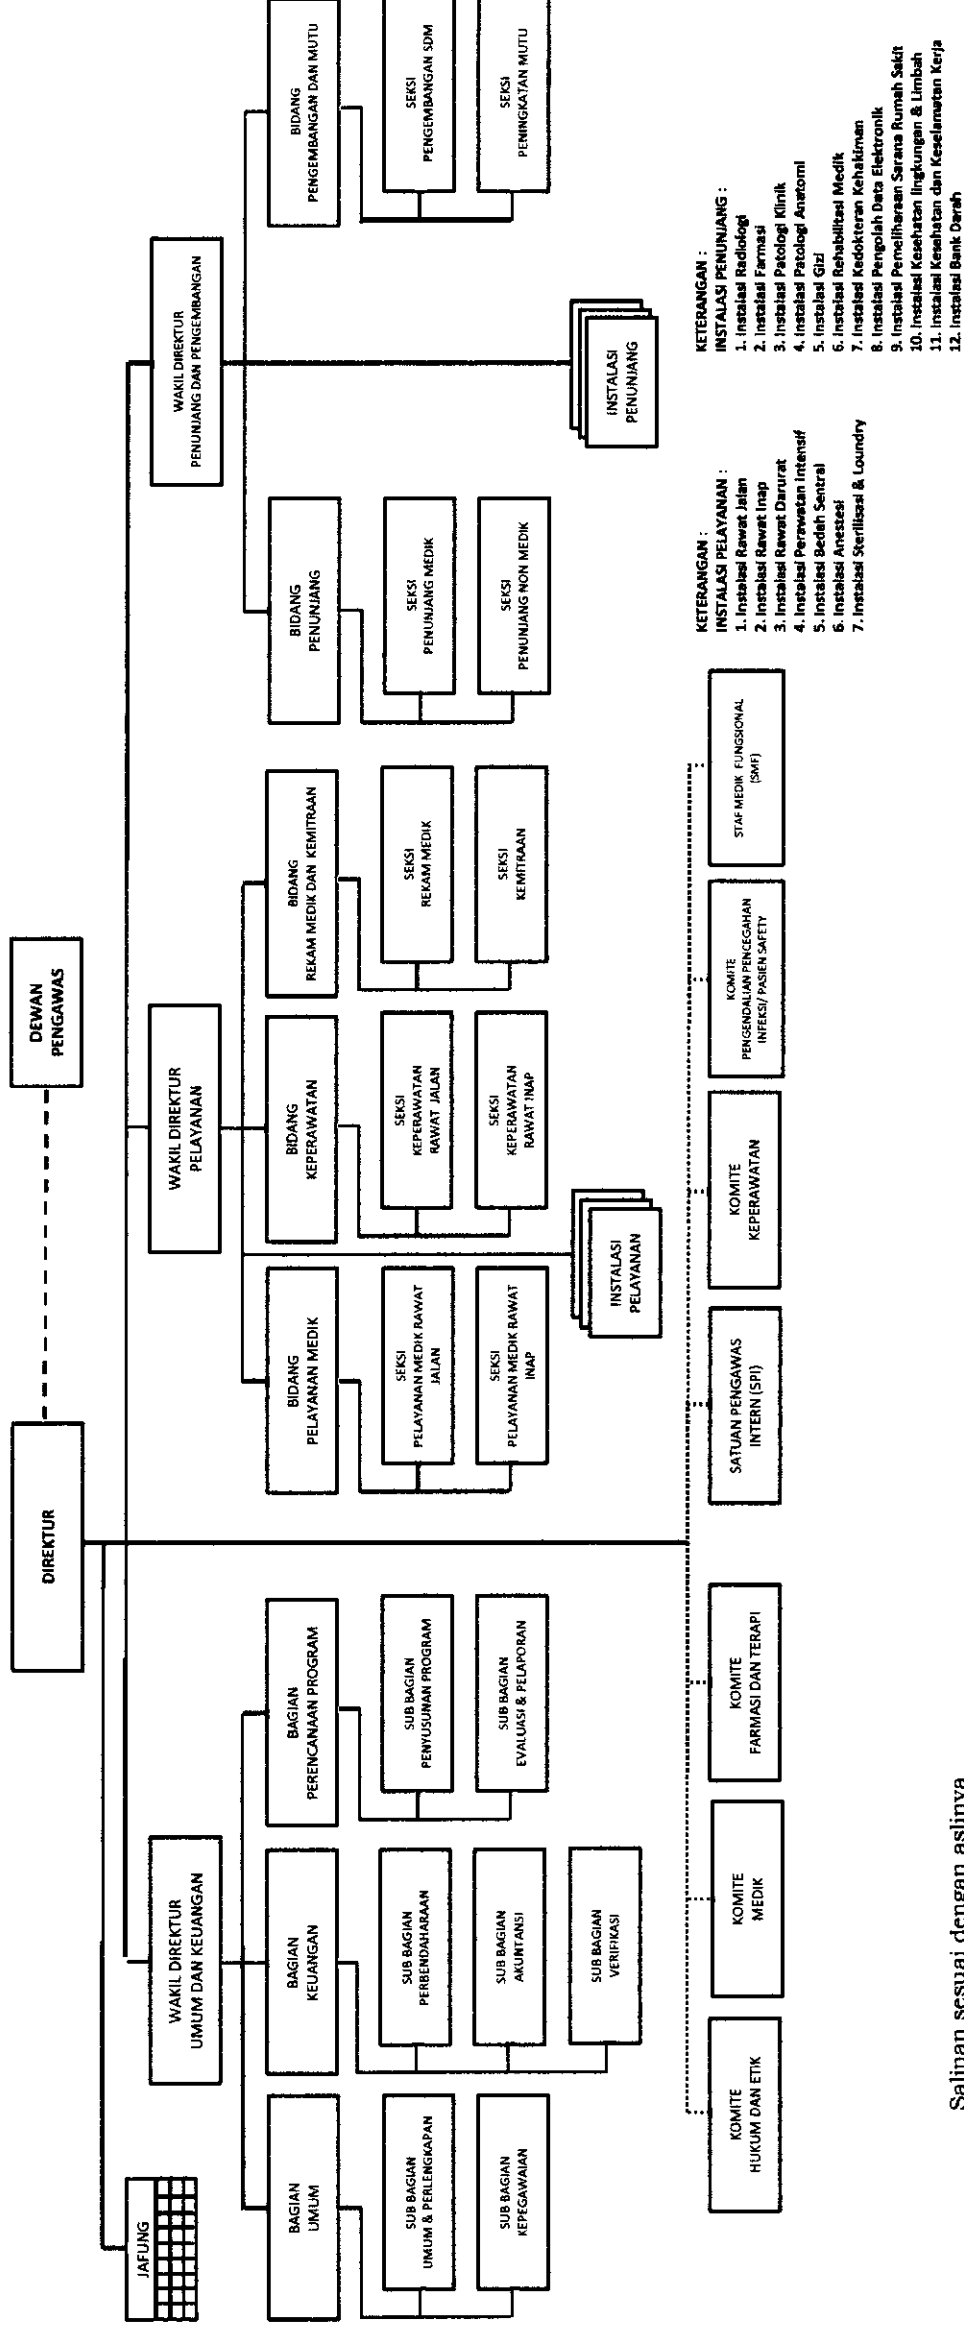 DEWAN
PENGAWAS
DIREKTUR
JAFUNG
WAKIL DIREKTUR
UMUM DAN KEUANGAN
WAKIL DIREKTUR
PELAYANAN
WAKIL DIREKTUR
PENUNJANG DAN PENGEMBANGAN
BAGIAN
UMUM
BAGIAN
KEUANGAN
BAGIAN
PERENCANAAN PROGRAM
BIDANG
PELAYANAN MEDIK
BIDANG
KEPERAWATAN
BIDANG
REKAM MEDIK DAN KEMITRAAN
BIDANG
PENUNJANG
BIDANG
PENGEMBANGAN DAN MUTU
SUB BAGIAN
UMUM & PERLENGKAPAN
SUB BAGIAN
PERBENDAHARAAN
SUB BAGIAN
PENYUSUNAN PROGRAM
SEKSI
PELAYANAN MEDIK RAWAT
JALAN
SEKSI
KEPERAWATAN
RAWAT JALAN
SEKSI
REKAM MEDIK
SEKSI
PENUNJANG MEDIK
SEKSI
PENGEMBANGAN SDM
SUB BAGIAN
KEPEGAWAIAN
SUB BAGIAN
AKUNTANSI
SUB BAGIAN
EVALUASI & PELAPORAN
SEKSI
PELAYANAN MEDIK RAWAT
INAP
SEKSI
KEPERAWATAN
RAWAT INAP
SEKSI
KEMITRAAN
SEKSI
PENUNJANG NON MEDIK
SEKSI
PENINGKATAN MUTU
SUB BAGIAN
VERIFIKASI
INSTALASI
PELAYANAN
INSTALASI
PENUNJANG
KOMITE
HUKUM DAN ETIK
KOMITE
MEDIK
KOMITE
FARMASI DAN TERAPI
SATUAN PENGAWAS
INTERN (SPI)
KOMITE
KEPERAWATAN
KOMITE
PENGENDALIAN PENCEGAHAN
INFEKSI/ PASIEN SAFETY
STAF MEDIK FUNGSIONAL
(SMF)
KETERANGAN :
INSTALASI PELAYANAN :
1. Instalasi Rawat Jalan
2. Instalasi Rawat Inap
3. Instalasi Rawat Darurat
4. Instalasi Perawatan Intensif
5. Instalasi Bedah Sentral
6. Instalasi Anestesi
7. Instalasi Sterilisasi & Loundry
KETERANGAN :
INSTALASI PENUNJANG :
1. Instalasi Radiologi
2. Instalasi Farmasi
3. Instalasi Patologi Klinik
4. Instalasi Patologi Anatomi
5. Instalasi Gizi
6. Instalasi Rehabilitasi Medik
7. Instalasi Kedokteran Kehakiman
8. Instalasi Pengolah Data Elektronik
9. Instalasi Pemeliharaan Sarana Rumah Sakit
10. Instalasi Kesehatan lingkungan & Limbah
11. Instalasi Kesehatan dan Keselamatan Kerja
12. Instalasi Bank Darah
Salinan sesuai dengan aslinya